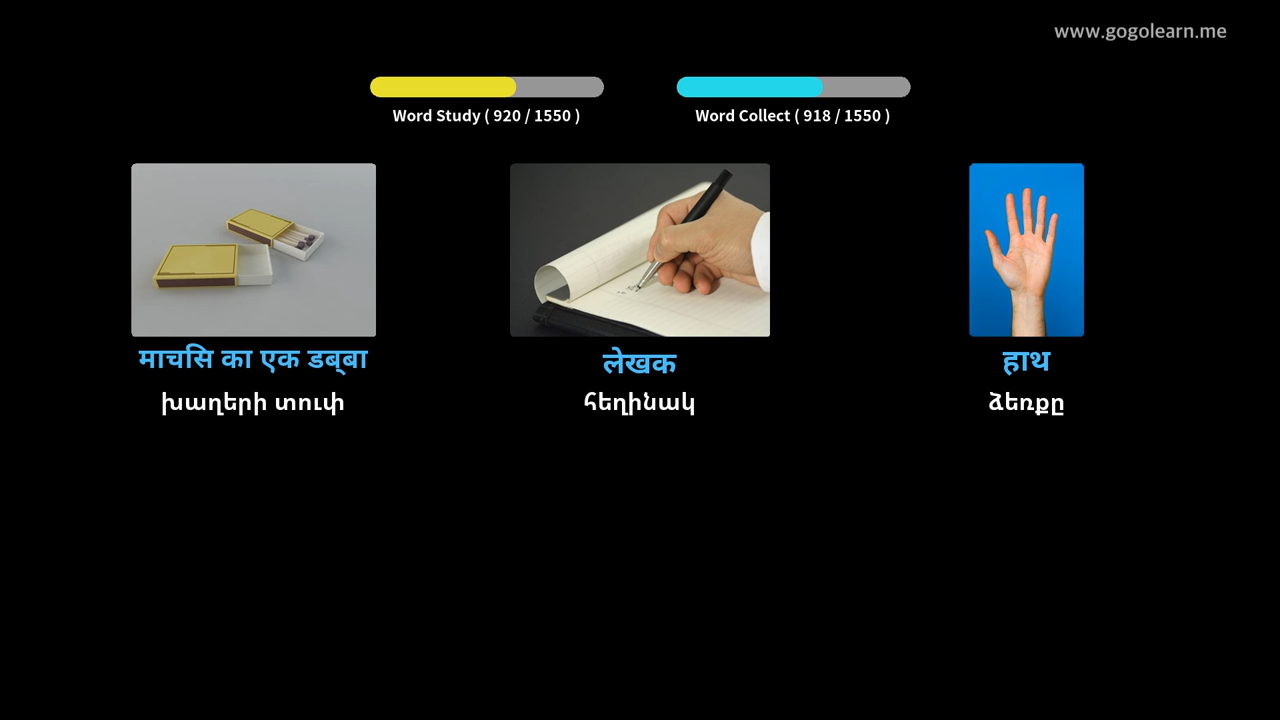 www.gogolearn.me
Word Study ( 920 / 1550 )
Word Collect ( 918 / 1550 )
माचिस का एक डब्बा
लेखक
हाथ
խաղերի տուփ
հեղինակ
ձեռքը